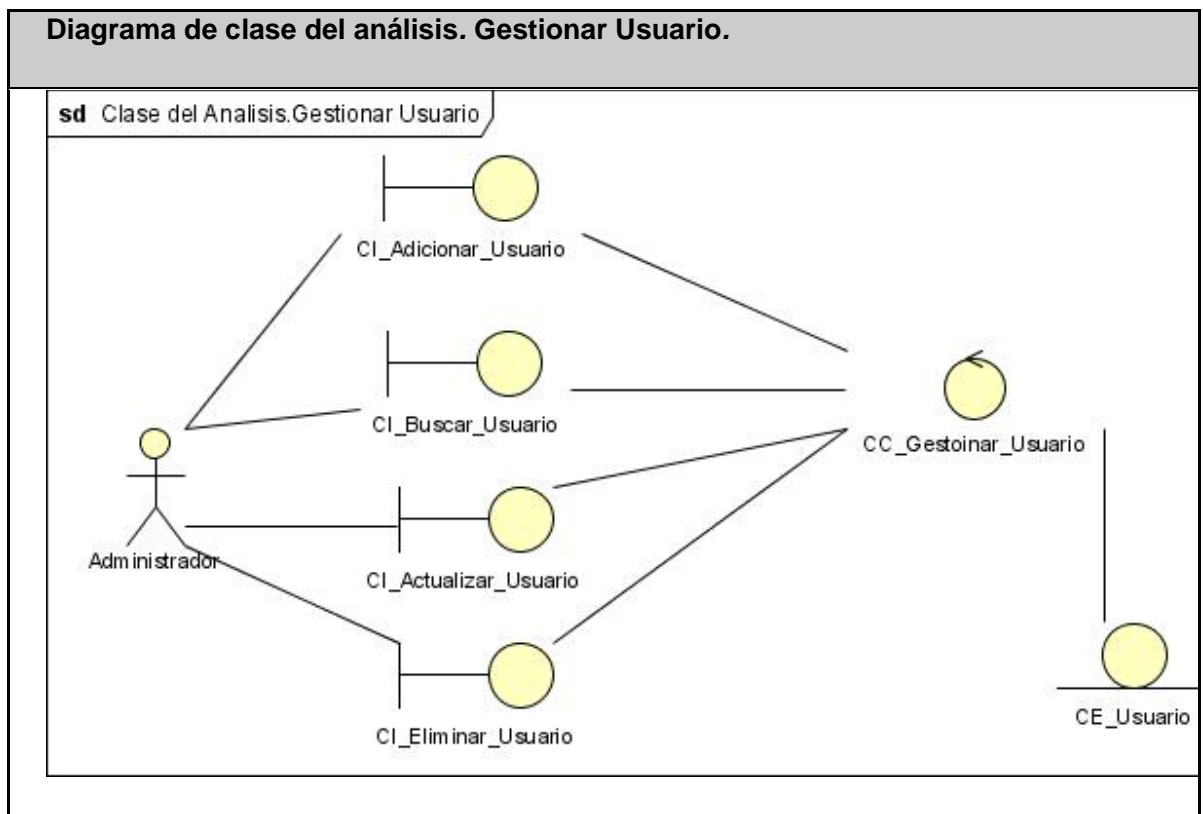 Diagrama de clase del análisis. Gestionar Usuario.
sd Clase del Analisis.Gestionar Usuario
CI_Adicionar_Usuario
CI_Buscar_Usuario
CC_Gestoinar_Usuario
Administrador
CI_Actualizar_Usuario
CI_Eliminar_Usuario
CE_Usuario